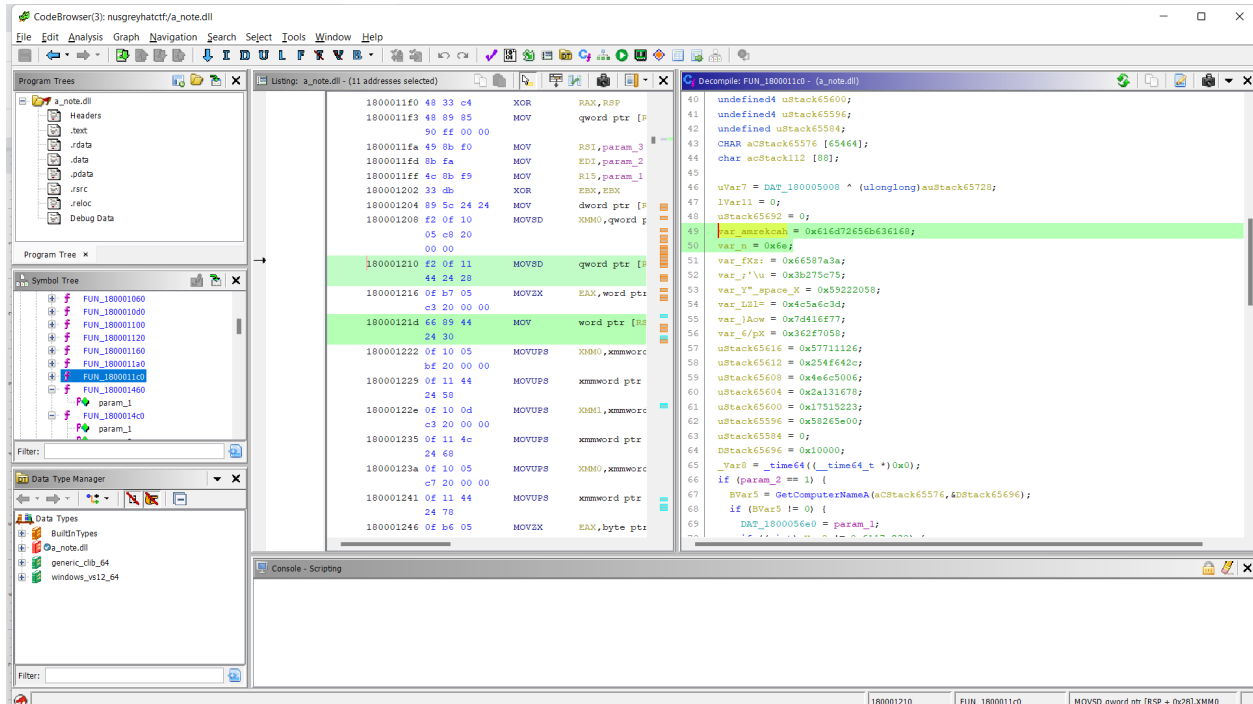 CodeBrowser(3): nusgreyhatctf:/a_note.dll
File Edit Analysis Graph Navigation Search Select Tools Window Help
Program Trees
a_note.dll
Headers
.text
.rdata
.data
.pdata
.rsrc
.reloc
Debug Data
Program Tree
Symbol Tree
FUN_180001060
FUN_1800010d0
FUN_180001100
FUN_180001120
FUN_180001160
FUN_1800011a0
FUN_1800011c0
FUN_180001460
param_1
FUN_1800014c0
param_1
Filter:
Data Type Manager
Data Types
BuiltInTypes
a_note.dll
generic_clib_64
windows_vs12_64
Filter:
Listing: a_note.dll - (11 addresses selected)
1800011f0 48 33 c4 XOR RAX,RSP
1800011f3 48 89 85 MOV qword ptr [R
90 ff 00 00
1800011fa 49 8b f0 MOV RSI,param_3
1800011fd 8b fa MOV EDI,param_2
1800011ff 4c 8b f9 MOV R15,param_1
180001202 33 db XOR EBX,EBX
180001204 89 5c 24 24 MOV dword ptr [R
180001208 f2 0f 10 MOVSD XMM0,qword p
05 c8 20
00 00
180001210 f2 0f 11 MOVSD qword ptr [R
44 24 28
180001216 0f b7 05 MOVZX EAX,word ptr
c3 20 00 00
18000121d 66 89 44 MOV word ptr [RS
24 30
180001222 0f 10 05 MOVUPS XMM0,xmmword
bf 20 00 00
180001229 0f 11 44 MOVUPS xmmword ptr
24 58
18000122e 0f 10 0d MOVUPS XMM1,xmmword
c3 20 00 00
180001235 0f 11 4c MOVUPS xmmword ptr
24 68
18000123a 0f 10 05 MOVUPS XMM0,xmmword
c7 20 00 00
180001241 0f 11 44 MOVUPS xmmword ptr
24 78
180001246 0f b6 05 MOVZX EAX,byte ptr
Decompile: FUN_1800011c0 - (a_note.dll)
40 undefined4 uStack65600;
41 undefined4 uStack65596;
42 undefined uStack65584;
43 CHAR aCStack65576 [65464];
44 char acStack112 [88];
45
46 uVar7 = DAT_180005008 ^ (ulonglong)auStack65728;
47 lVar11 = 0;
48 uStack65692 = 0;
49 var_amrekcah = 0x616d72656b636168;
50 var_n = 0x6e;
51 var_fXz: = 0x66587a3a;
52 var_;'\u = 0x3b275c75;
53 var_Y"_space_X = 0x59222058;
54 var_LZl= = 0x4c5a6c3d;
55 var_}Aow = 0x7d416f77;
56 var_6/pX = 0x362f7058;
57 uStack65616 = 0x57711126;
58 uStack65612 = 0x254f642c;
59 uStack65608 = 0x4e6c5006;
60 uStack65604 = 0x2a131678;
61 uStack65600 = 0x17515223;
62 uStack65596 = 0x58265e00;
63 uStack65584 = 0;
64 DStack65696 = 0x10000;
65 _Var8 = _time64((__time64_t *)0x0);
66 if (param_2 == 1) {
67 BVar5 = GetComputerNameA(aCStack65576,&DStack65696);
68 if (BVar5 != 0) {
69 DAT_1800056e0 = param_1;
Console - Scripting
180001210 FUN_1800011c0 MOVSD qword ptr [RSP + 0x28],XMM0